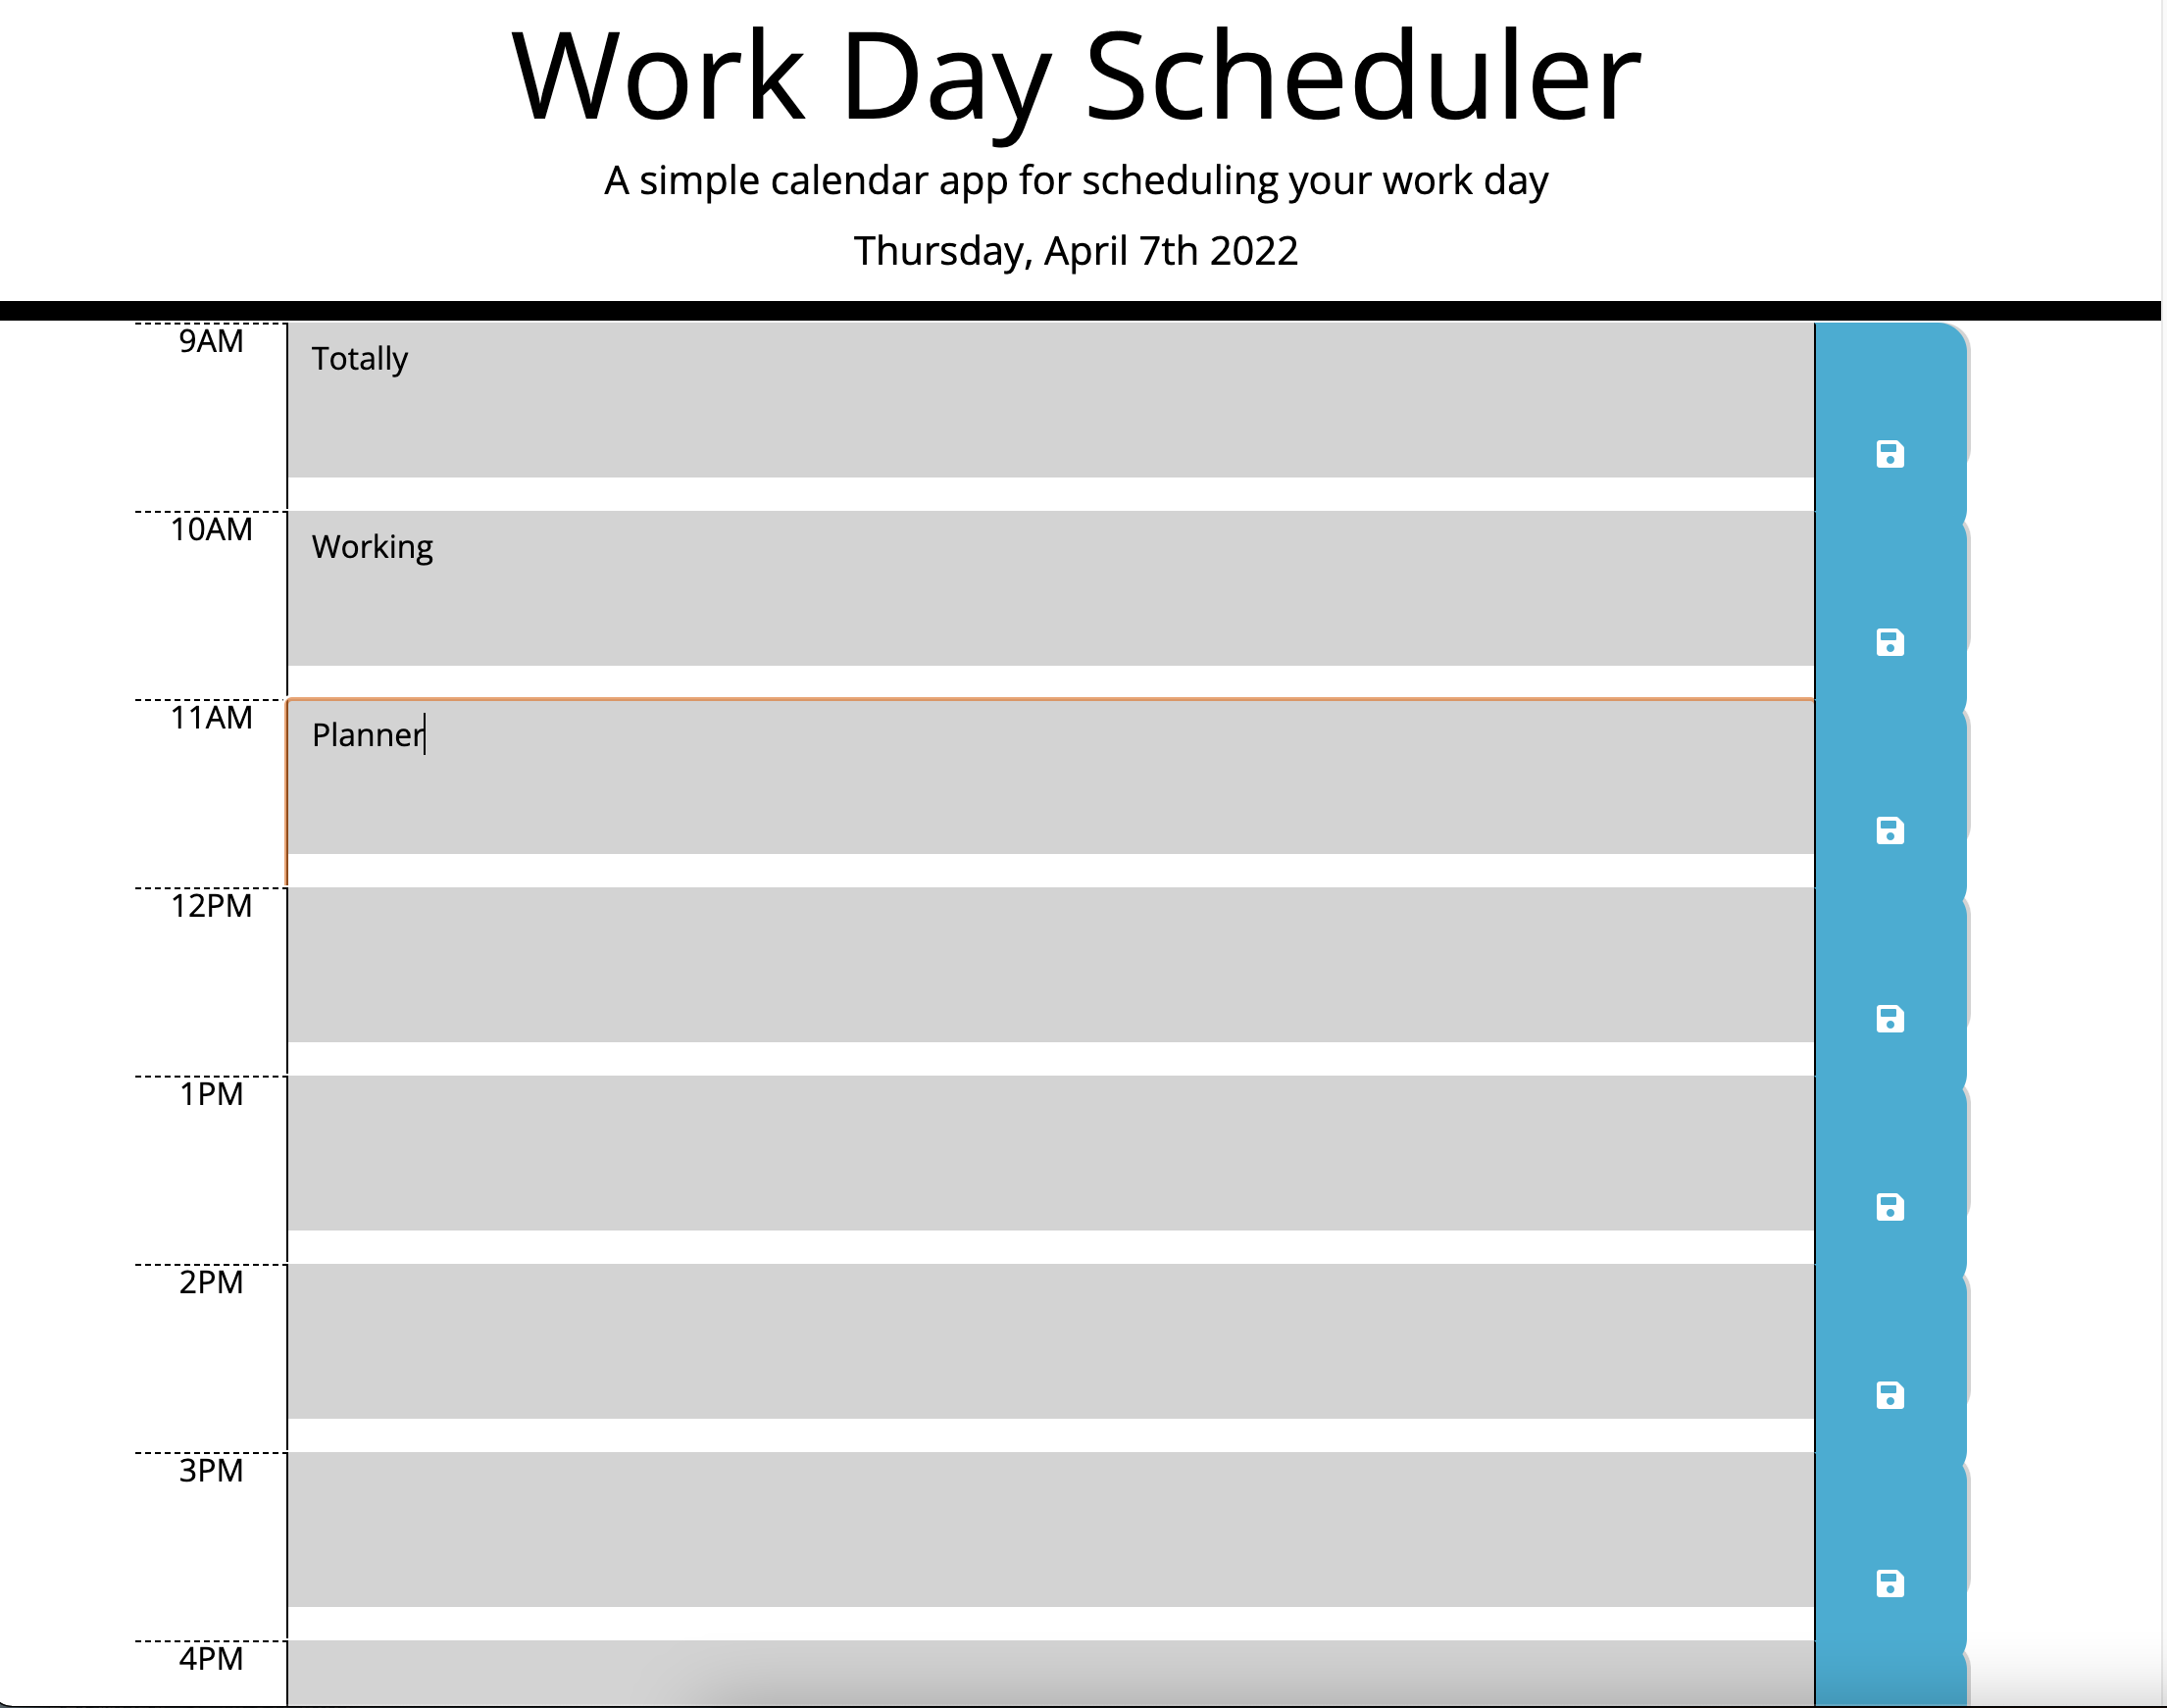 Work Day Scheduler
A simple calendar app for scheduling your work day
Thursday, April 7th 2022
9AM
Totally
10AM
Working
11AM
Planner
12PM
1PM
2PM
3PM
4PM